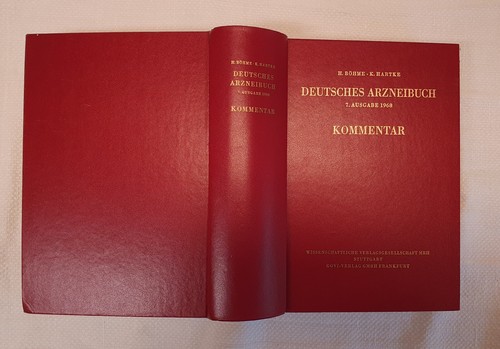 H. BÖHME · K. HARTKE
DEUTSCHES
ARZNEIBUCH
7. AUSGABE 1968
KOMMENTAR
H. BÖHME · K. HARTKE
DEUTSCHES ARZNEIBUCH
7. AUSGABE 1968
KOMMENTAR
WISSENSCHAFTLICHE VERLAGSGESELLSCHAFT MBH
STUTTGART
GOVI-VERLAG GMBH FRANKFURT